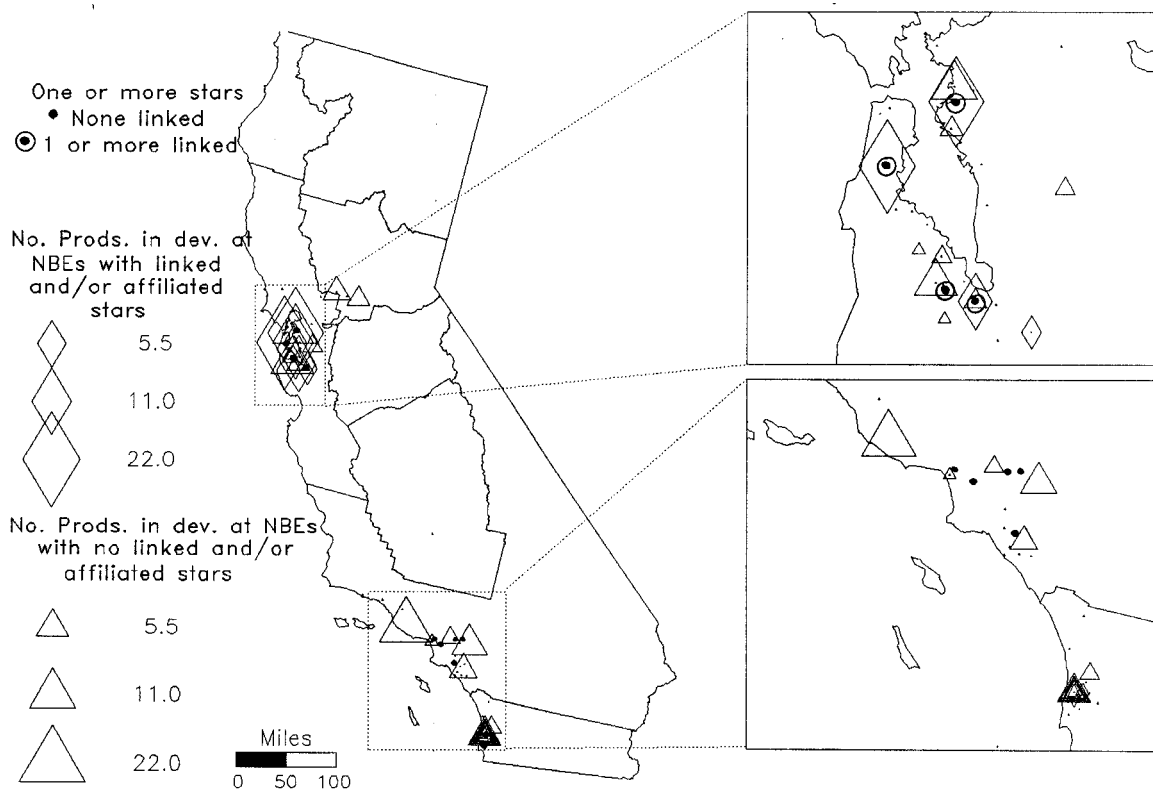 One or more stars
None linked
1 or more linked
No. Prods. in dev. at
NBEs with linked
and/or affiliated
stars
5.5
11.0
22.0
No. Prods. in dev. at NBEs
with no linked and/or
affiliated stars
5.5
11.0
22.0
Miles
0 50 100